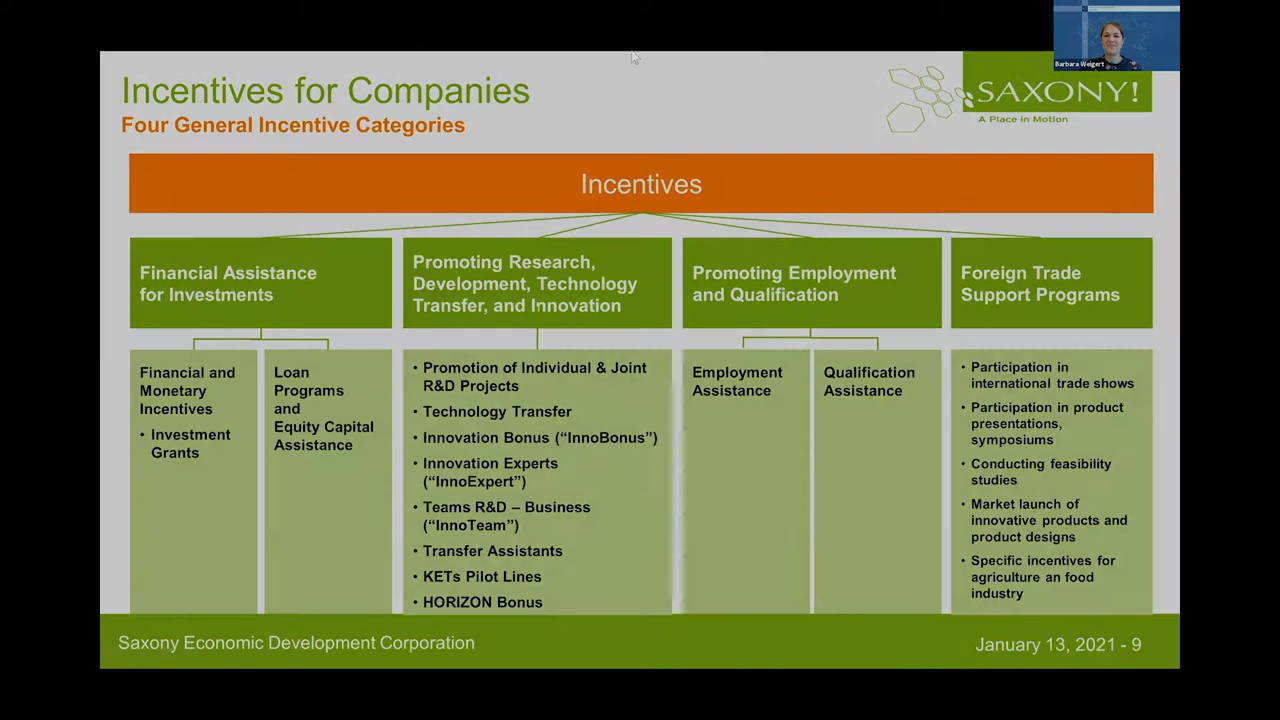 Barbara Weigert
Incentives for Companies
Four General Incentive Categories
SAXONY!
A Place in Motion
Incentives
Financial Assistance
for Investments
Promoting Research,
Development, Technology
Transfer, and Innovation
Promoting Employment
and Qualification
Foreign Trade
Support Programs
Financial and
Monetary
Incentives
• Investment
Grants
Loan
Programs
and
Equity Capital
Assistance
• Promotion of Individual & Joint
R&D Projects
• Technology Transfer
• Innovation Bonus (“InnoBonus”)
• Innovation Experts
(“InnoExpert”)
• Teams R&D – Business
(“InnoTeam”)
• Transfer Assistants
• KETs Pilot Lines
• HORIZON Bonus
Employment
Assistance
Qualification
Assistance
• Participation in
international trade shows
• Participation in product
presentations,
symposiums
• Conducting feasibility
studies
• Market launch of
innovative products and
product designs
• Specific incentives for
agriculture an food
industry
Saxony Economic Development Corporation
January 13, 2021 - 9